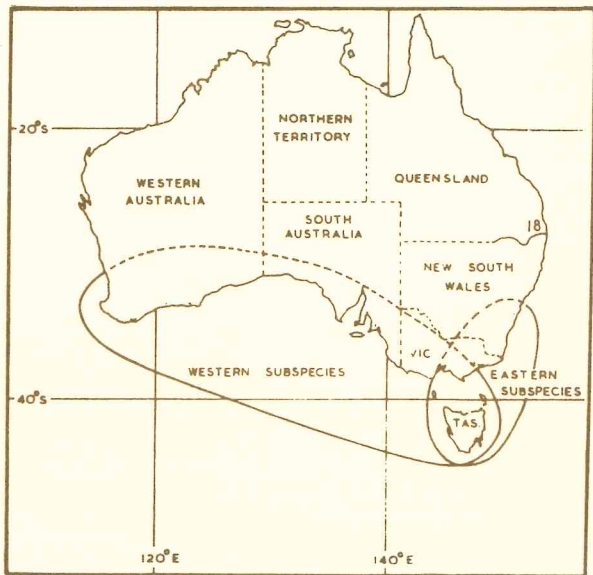 NORTHERN
TERRITORY
20°S
WESTERN
AUSTRALIA
QUEENSLAND
SOUTH
AUSTRALIA
18
NEW SOUTH
WALES
VIC
WESTERN SUBSPECIES
EASTERN
SUBSPECIES
40°S
TAS.
120°E
140°E